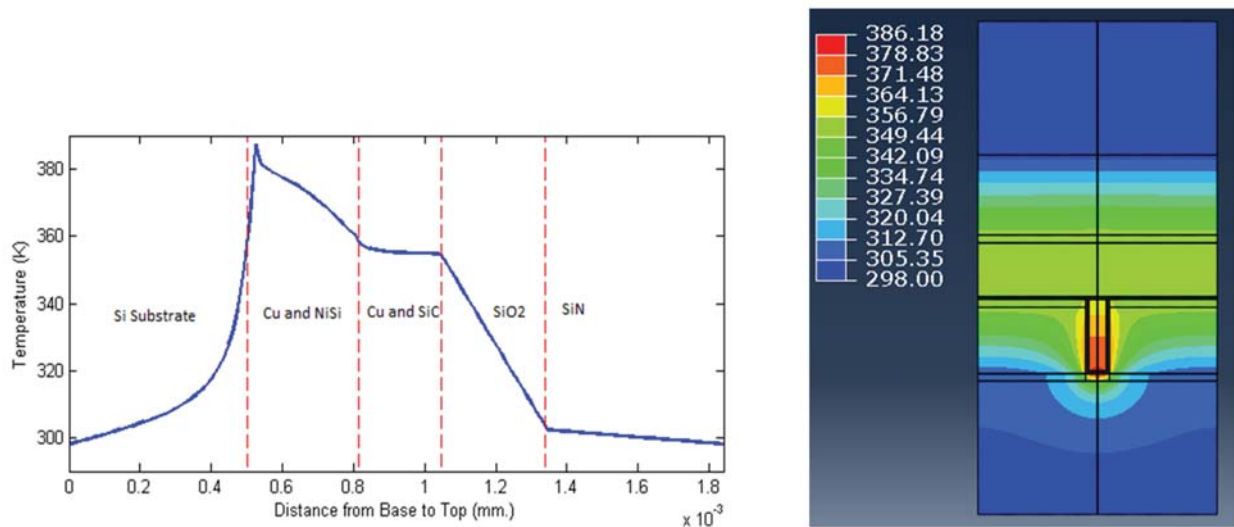 380
360
340
320
300
Temperature (K)
Si Substrate
Cu and NiSi
Cu and SiC
SiO2
SiN
0 0.2 0.4 0.6 0.8 1 1.2 1.4 1.6 1.8
Distance from Base to Top (mm.)
x 10-3
386.18
378.83
371.48
364.13
356.79
349.44
342.09
334.74
327.39
320.04
312.70
305.35
298.00